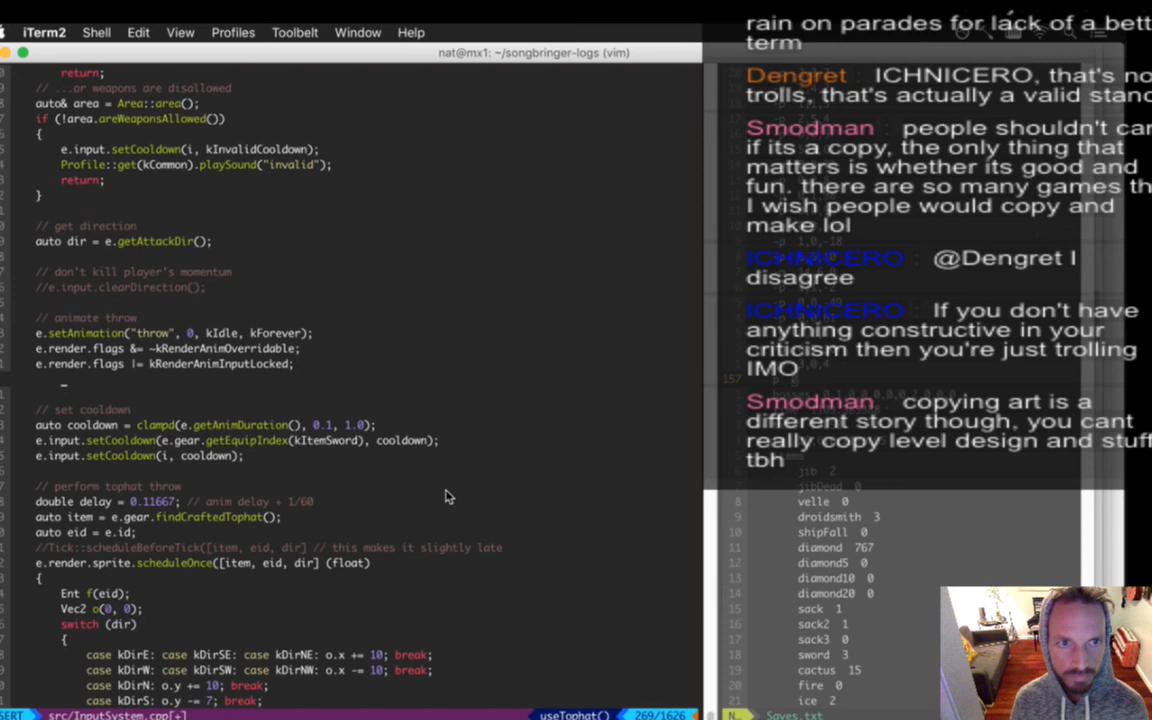 iTerm2 Shell Edit View Profiles Toolbelt Window Help
nat@mx1: ~/songbringer-logs (vim)
return;
// ...or weapons are disallowed
auto& area = Area::area();
if (!area.areWeaponsAllowed())
{
e.input.setCooldown(i, kInvalidCooldown);
Profile::get(kCommon).playSound("invalid");
return;
}
// get direction
auto dir = e.getAttackDir();
// don't kill player's momentum
//e.input.clearDirection();
// animate throw
e.setAnimation("throw", 0, kIdle, kForever);
e.render.flags &= ~kRenderAnimOverridable;
e.render.flags |= kRenderAnimInputLocked;
// set cooldown
auto cooldown = clampd(e.getAnimDuration(), 0.1, 1.0);
e.input.setCooldown(e.gear.getEquipIndex(kItemSword), cooldown);
e.input.setCooldown(i, cooldown);
// perform tophat throw
double delay = 0.11667; // anim delay + 1/60
auto item = e.gear.findCraftedTophat();
auto eid = e.id;
//Tick::scheduleBeforeTick([item, eid, dir] // this makes it slightly late
e.render.sprite.scheduleOnce([item, eid, dir] (float)
{
Ent f(eid);
Vec2 o(0, 0);
switch (dir)
{
case kDirE: case kDirSE: case kDirNE: o.x += 10; break;
case kDirW: case kDirSW: case kDirNW: o.x -= 10; break;
case kDirN: o.y += 10; break;
case kDirS: o.y -= 7; break;
SERT src/InputSystem.cpp[+] useTophat() 269/1626
rain on parades for lack of a bett
term
Dengret : ICHNICERO, that's no
trolls, that's actually a valid stanc
Smodman : people shouldn't car
if its a copy, the only thing that
matters is whether its good and
fun. there are so many games th
I wish people would copy and
make lol
ICHNICERO : @Dengret I
disagree
ICHNICERO : If you don't have
anything constructive in your
criticism then you're just trolling
IMO
Smodman : copying art is a
different story though, you cant
really copy level design and stuff
tbh
157
jib 2
7 jibDead 0
8 velle 0
9 droidsmith 3
10 shipFall 0
11 diamond 767
12 diamond5 0
13 diamond10 0
14 diamond20 0
15 sack 1
16 sack2 1
17 sack3 0
18 sword 3
19 cactus 15
20 fire 0
21 ice 2
N... Saves.txt